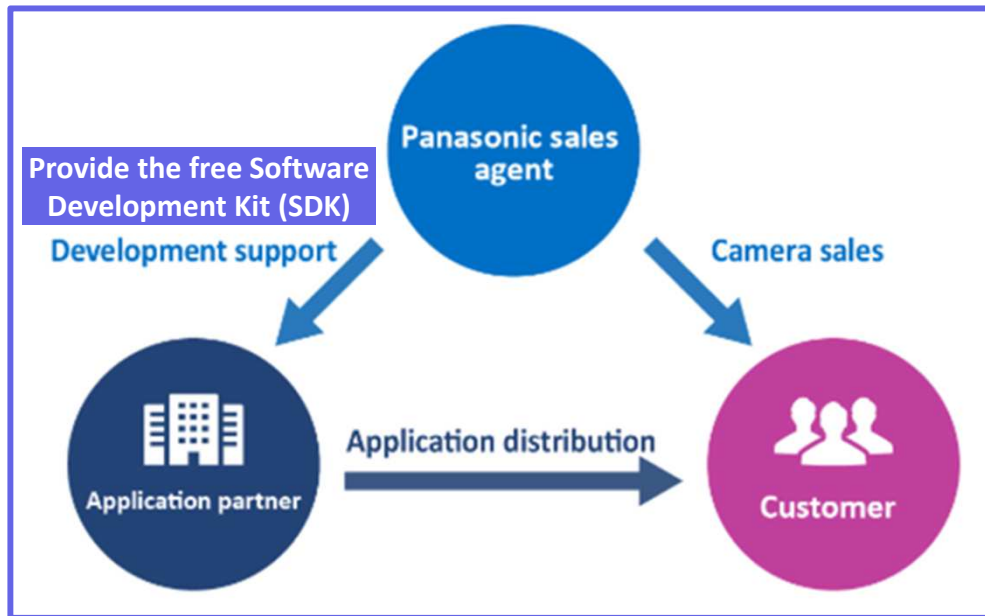 Panasonic sales
agent
Provide the free Software
Development Kit (SDK)
Development support
Camera sales
Application distribution
Application partner
Customer